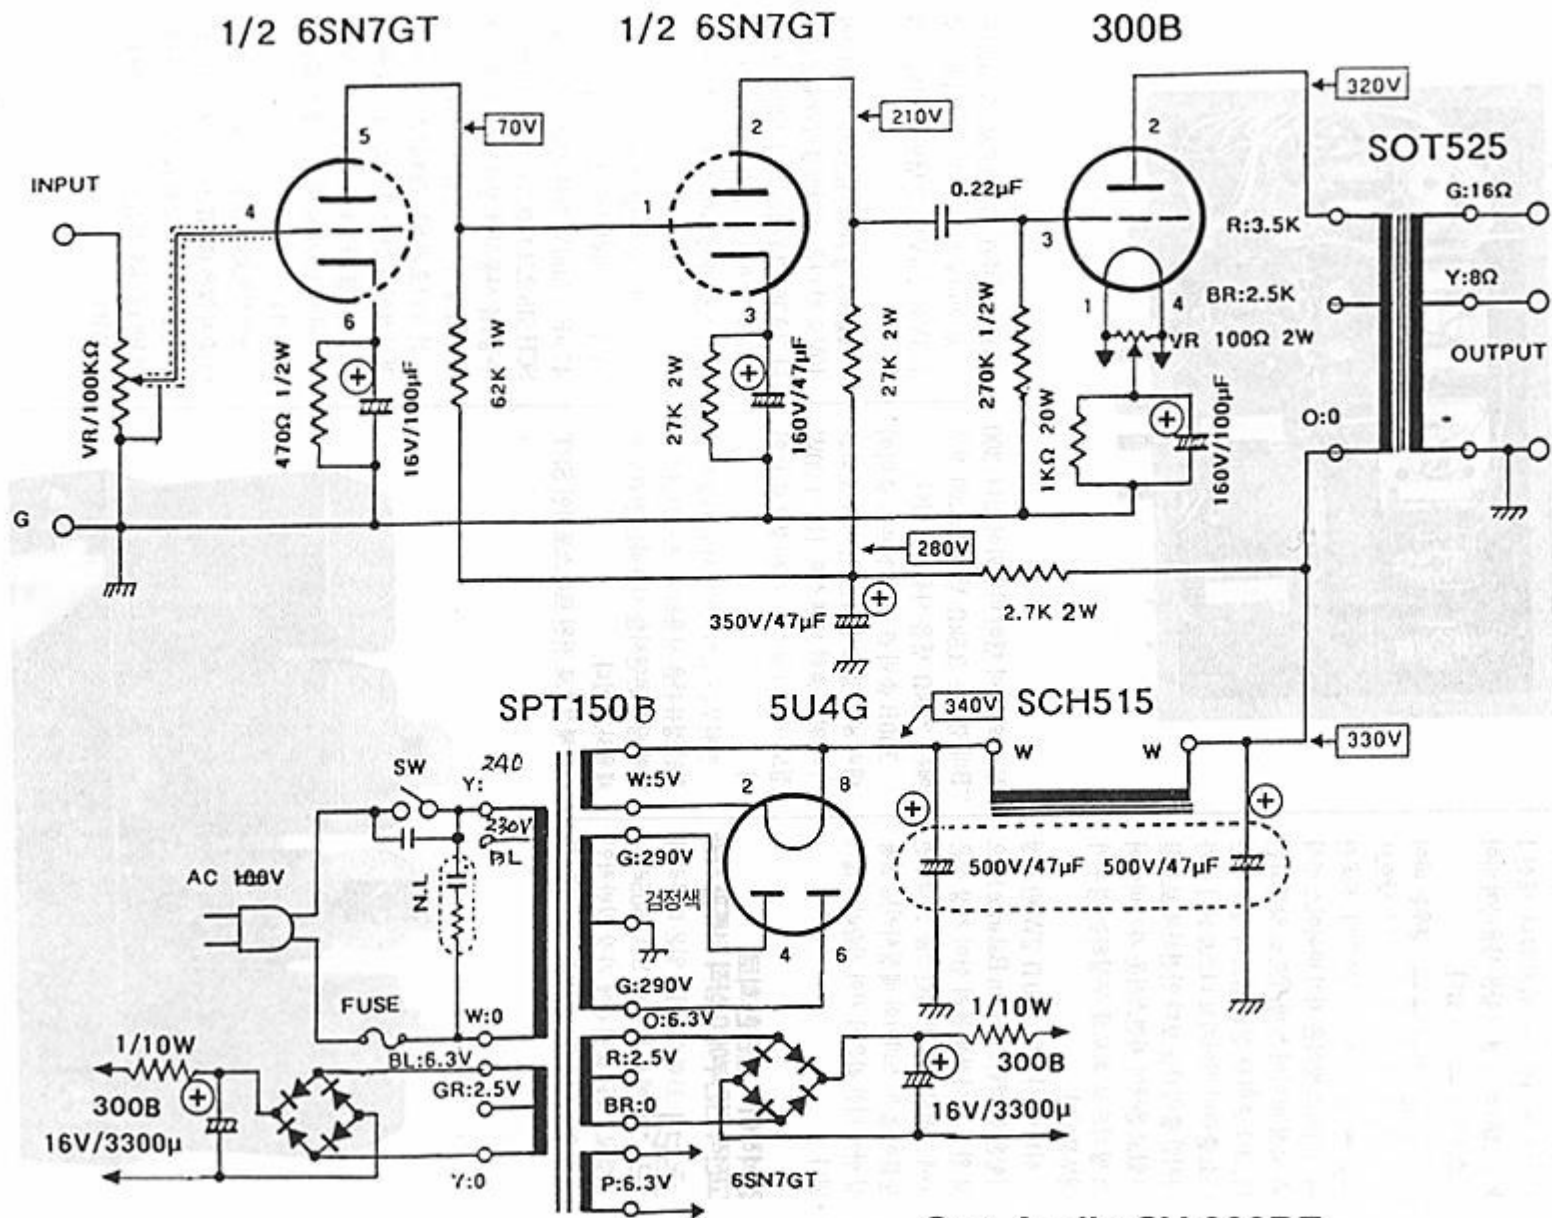 1/2 6SN7GT
1/2 6SN7GT
300B
5
70V
2
210V
2
320V
SOT525
INPUT
4
1
0.22µF
3
G:16Ω
R:3.5K
Y:8Ω
BR:2.5K
6
3
1
4
VR 100Ω 2W
OUTPUT
VR/100KΩ
470Ω 1/2W
16V/100µF
62K 1W
27K 2W
160V/47µF
27K 2W
270K 1/2W
1KΩ 20W
160V/100µF
O:0
-
G
280V
350V/47µF
2.7K 2W
SPT150B
5U4G
340V
SCH515
W
W
330V
SW
Y: 240
230V
BL
W:5V
2
8
G:290V
AC 100V
N.L
검정색
500V/47µF
500V/47µF
4
6
G:290V
FUSE
W:0
O:6.3V
1/10W
300B
1/10W
BL:6.3V
R:2.5V
GR:2.5V
300B
BR:0
16V/3300µ
16V/3300µ
Y:0
P:6.3V
6SN7GT